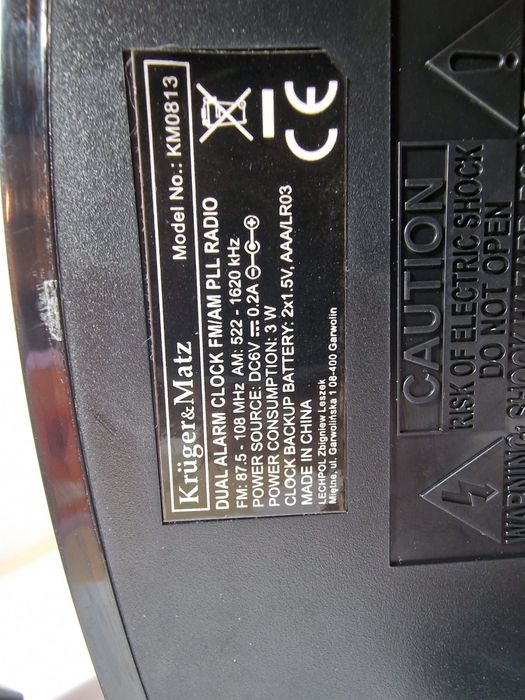 Krüger&Matz Model No.: KM0813
DUAL ALARM CLOCK FM/AM PLL RADIO
FM: 87.5 - 108 MHz AM: 522 - 1620 kHz
POWER SOURCE: DC6V 0.2A
POWER CONSUMPTION: 3 W
CLOCK BACKUP BATTERY: 2x1.5V, AAA/LR03
MADE IN CHINA
LECHPOL Zbigniew Leszek
Miętne, ul. Garwolińska 1 08-400 Garwolin
CE
CAUTION
RISK OF ELECTRIC SHOCK
DO NOT OPEN
WARNING: SHOCK